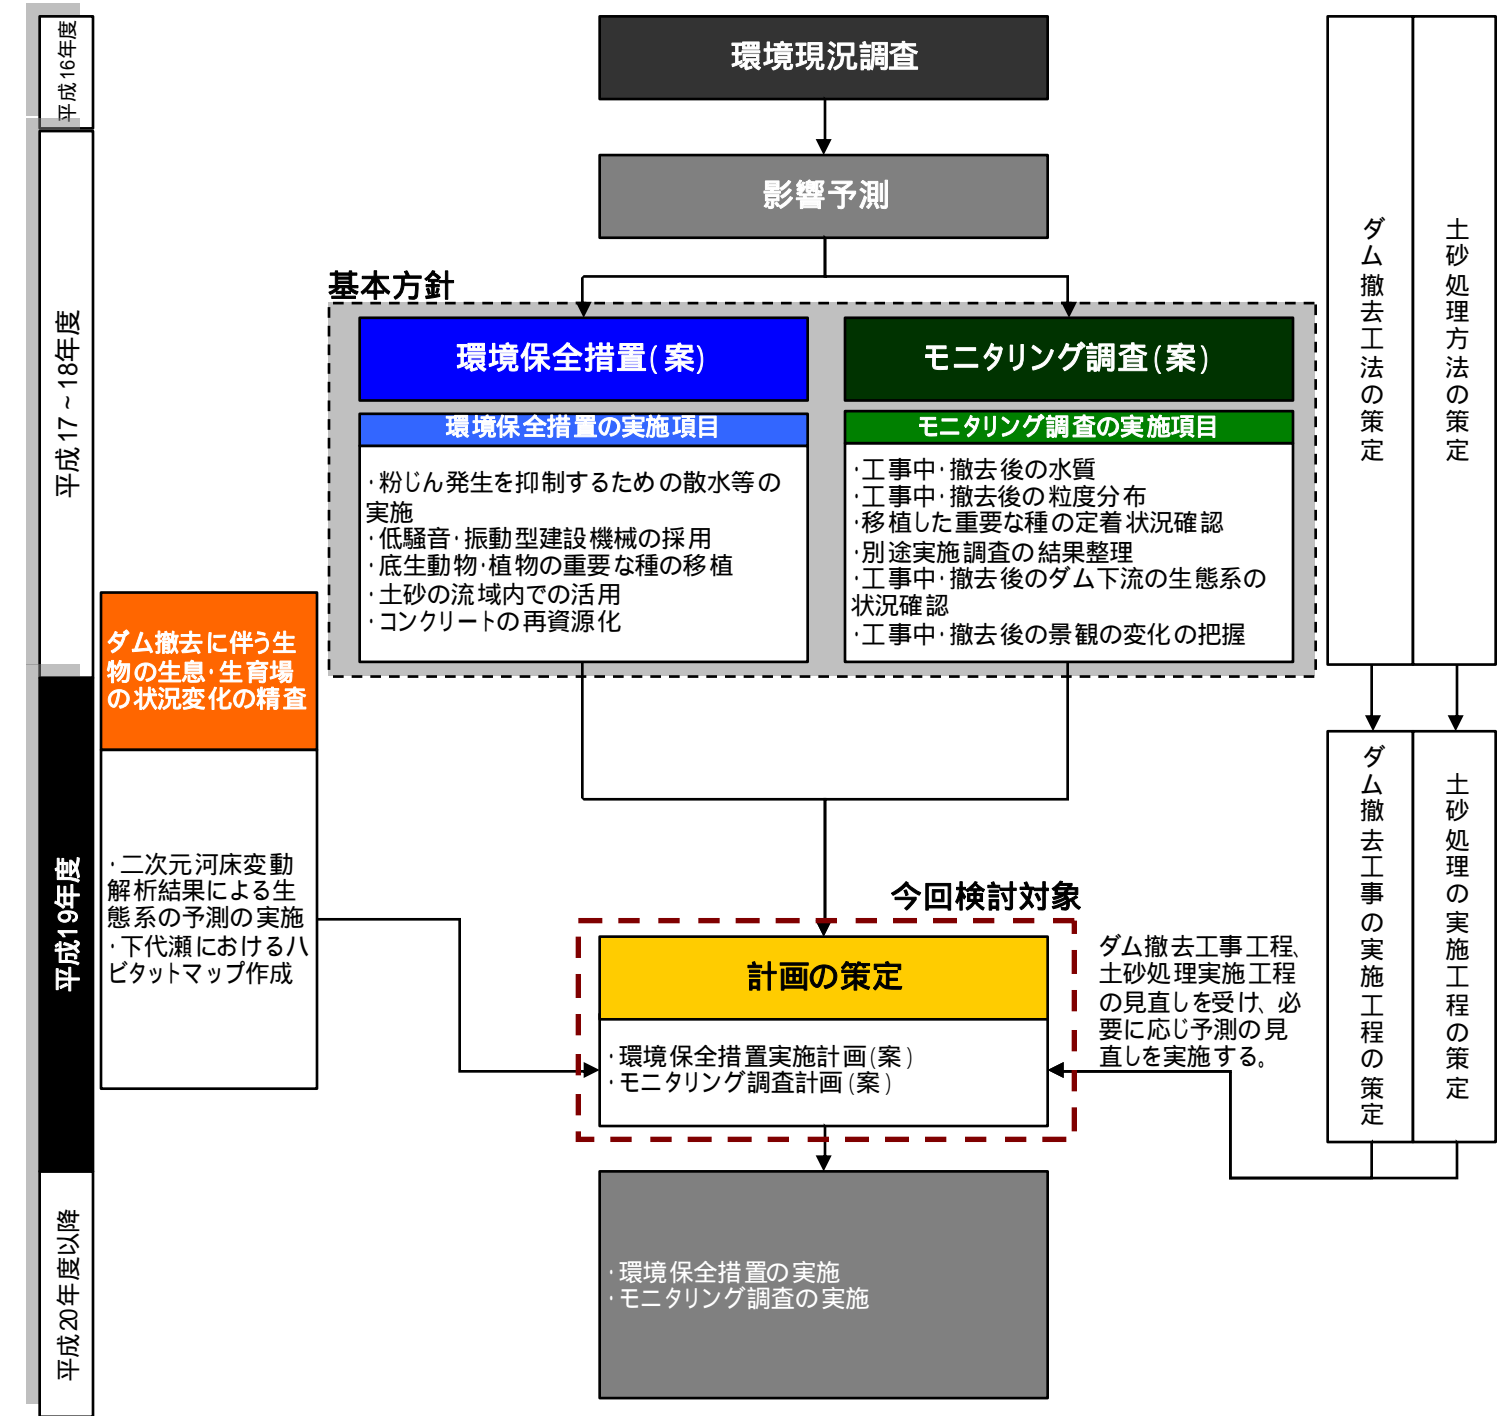 平成16年度
環境現況調査
平成17～18年度
影響予測
基本方針
環境保全措置(案)
環境保全措置の実施項目
・粉じん発生を抑制するための散水等の
実施
・低騒音・振動型建設機械の採用
・底生動物・植物の重要な種の移植
・土砂の流域内での活用
・コンクリートの再資源化
モニタリング調査(案)
モニタリング調査の実施項目
・工事中・撤去後の水質
・工事中・撤去後の粒度分布
・移植した重要な種の定着状況確認
・別途実施調査の結果整理
・工事中・撤去後のダム下流の生態系の
状況確認
・工事中・撤去後の景観の変化の把握
ダム撤去工法の策定
土砂処理方法の策定
ダム撤去に伴う生
物の生息・生育場
の状況変化の精査
平成19年度
・二次元河床変動
解析結果による生
態系の予測の実施
・下代瀬におけるハ
ビタットマップ作成
今回検討対象
計画の策定
・環境保全措置実施計画(案)
・モニタリング調査計画(案)
ダム撤去工事工程、
土砂処理実施工程
の見直しを受け、必
要に応じ予測の見
直しを実施する。
ダム撤去工事の実施工程の策定
土砂処理の実施工程の策定
平成20年度以降
・環境保全措置の実施
・モニタリング調査の実施